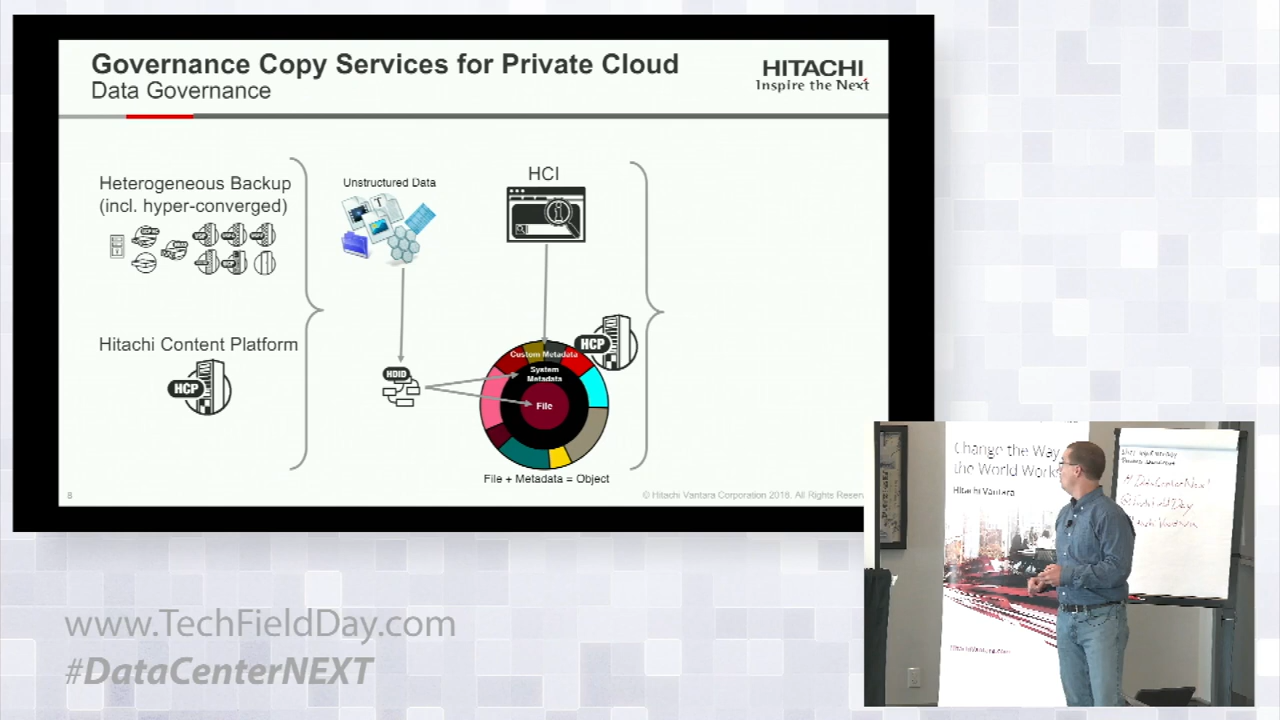 Governance Copy Services for Private Cloud
Data Governance
HITACHI
Inspire the Next
Heterogeneous Backup
(incl. hyper-converged)
Hitachi Content Platform
HCP
Unstructured Data
HDID
HCI
HCP
Custom Metadata
System
Metadata
File
File + Metadata = Object
8
© Hitachi Vantara Corporation 2018. All Rights Reser
Change the Way
the World Works
Hitachi Vantara
#DataCenterNext
www.TechFieldDay.com
#DataCenterNEXT